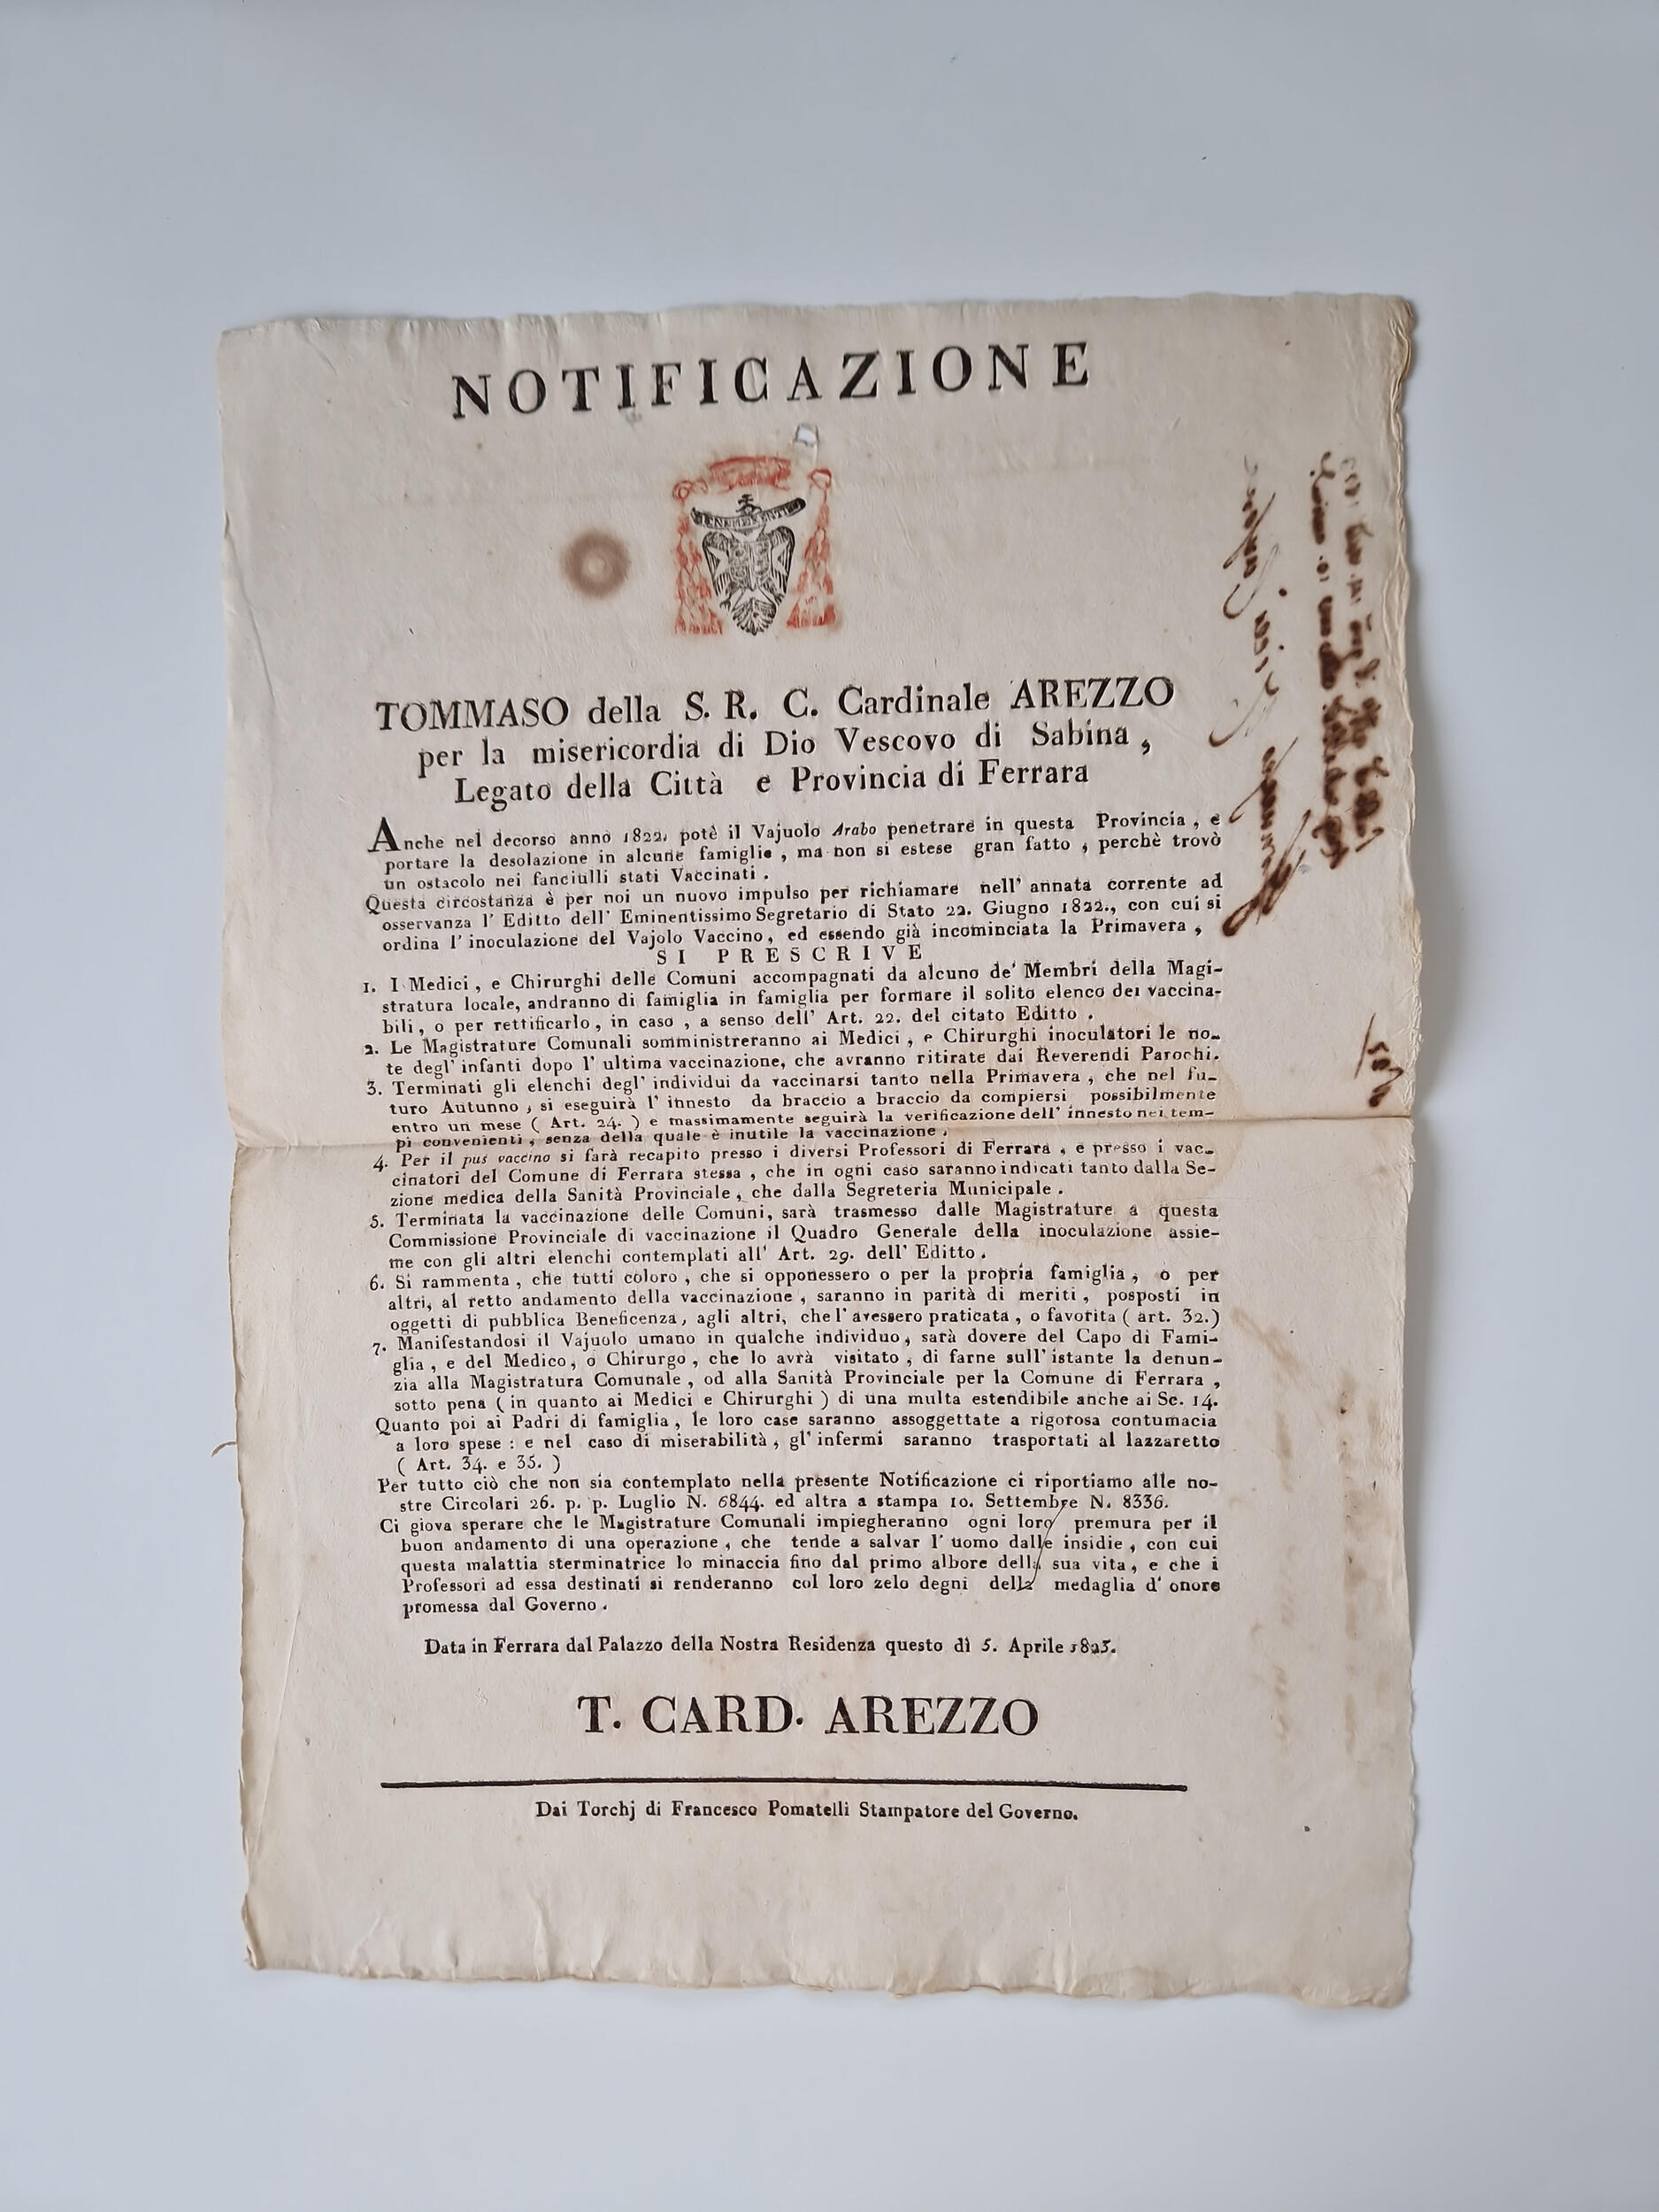 NOTIFICAZIONE
TOMMASO della S. R. C. Cardinale AREZZO
per la misericordia di Dio Vescovo di Sabina,
Legato della Città e Provincia di Ferrara
Anche nel decorso anno 1822. potè il Vajuolo Arabo penetrare in questa Provincia, e
portare la desolazione in alcune famiglie, ma non si estese gran fatto, perchè trovò
un ostacolo nei fanciulli stati Vaccinati.
Questa circostanza è per noi un nuovo impulso per richiamare nell' annata corrente ad
osservanza l' Editto dell' Eminentissimo Segretario di Stato 22. Giugno 1822., con cui si
ordina l' inoculazione del Vajolo Vaccino, ed essendo già incominciata la Primavera,
SI PRESCRIVE
1. I Medici, e Chirurghi delle Comuni accompagnati da alcuno de' Membri della Magi-
stratura locale, andranno di famiglia in famiglia per formare il solito elenco dei vaccina-
bili, o per rettificarlo, in caso, a senso dell' Art. 22. del citato Editto.
2. Le Magistrature Comunali somministreranno ai Medici, e Chirurghi inoculatori le no-
te degl' infanti dopo l' ultima vaccinazione, che avranno ritirate dai Reverendi Parochi.
3. Terminati gli elenchi degl' individui da vaccinarsi tanto nella Primavera, che nel fu-
turo Autunno, si eseguirà l' innesto da braccio a braccio da compiersi possibilmente
entro un mese ( Art. 24. ) e massimamente seguirà la verificazione dell' innesto nei tem-
pi convenienti, senza della quale è inutile la vaccinazione.
4. Per il pus vaccino si farà recapito presso i diversi Professori di Ferrara, e presso i vac-
cinatori del Comune di Ferrara stessa, che in ogni caso saranno indicati tanto dalla Se-
zione medica della Sanità Provinciale, che dalla Segreteria Municipale.
5. Terminata la vaccinazione delle Comuni, sarà trasmesso dalle Magistrature a questa
Commissione Provinciale di vaccinazione il Quadro Generale della inoculazione assie-
me con gli altri elenchi contemplati all' Art. 29. dell' Editto.
6. Si rammenta, che tutti coloro, che si opponessero o per la propria famiglia, o per
altri, al retto andamento della vaccinazione, saranno in parità di meriti, posposti in
oggetti di pubblica Beneficenza, agli altri, che l' avessero praticata, o favorita ( art. 32.)
7. Manifestandosi il Vajuolo umano in qualche individuo, sarà dovere del Capo di Fami-
glia, e del Medico, o Chirurgo, che lo avrà visitato, di farne sull' istante la denun-
zia alla Magistratura Comunale, od alla Sanità Provinciale per la Comune di Ferrara,
sotto pena ( in quanto ai Medici e Chirurghi ) di una multa estendibile anche ai Sc. 14.
Quanto poi ai Padri di famiglia, le loro case saranno assoggettate a rigorosa contumacia
a loro spese : e nel caso di miserabilità, gl' infermi saranno trasportati al lazzaretto
( Art. 34. e 35. )
Per tutto ciò che non sia contemplato nella presente Notificazione ci riportiamo alle no-
stre Circolari 26. p. p. Luglio N. 6844. ed altra a stampa 10. Settembre N. 8336.
Ci giova sperare che le Magistrature Comunali impiegheranno ogni loro premura per il
buon andamento di una operazione, che tende a salvar l' uomo dalle insidie, con cui
questa malattia sterminatrice lo minaccia fino dal primo albore della sua vita, e che i
Professori ad essa destinati si renderanno col loro zelo degni della medaglia d' onore
promessa dal Governo.
Data in Ferrara dal Palazzo della Nostra Residenza questo dì 5. Aprile 1823.
T. CARD. AREZZO
Dai Torchj di Francesco Pomatelli Stampatore del Governo.